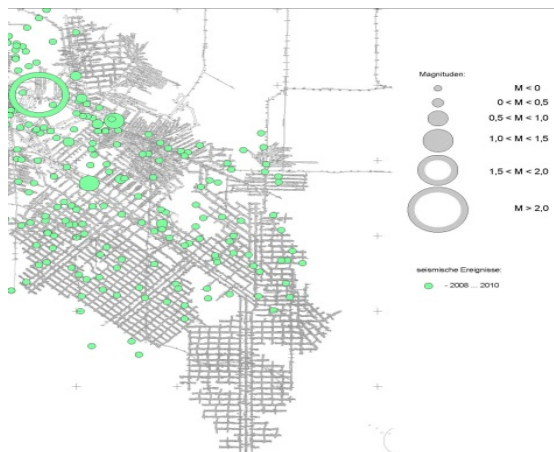 Magnituden:
M < 0
0 < M < 0,5
0,5 < M < 1,0
1,0 < M < 1,5
1,5 < M < 2,0
M > 2,0
seismische Ereignisse:
- 2008 ... 2010